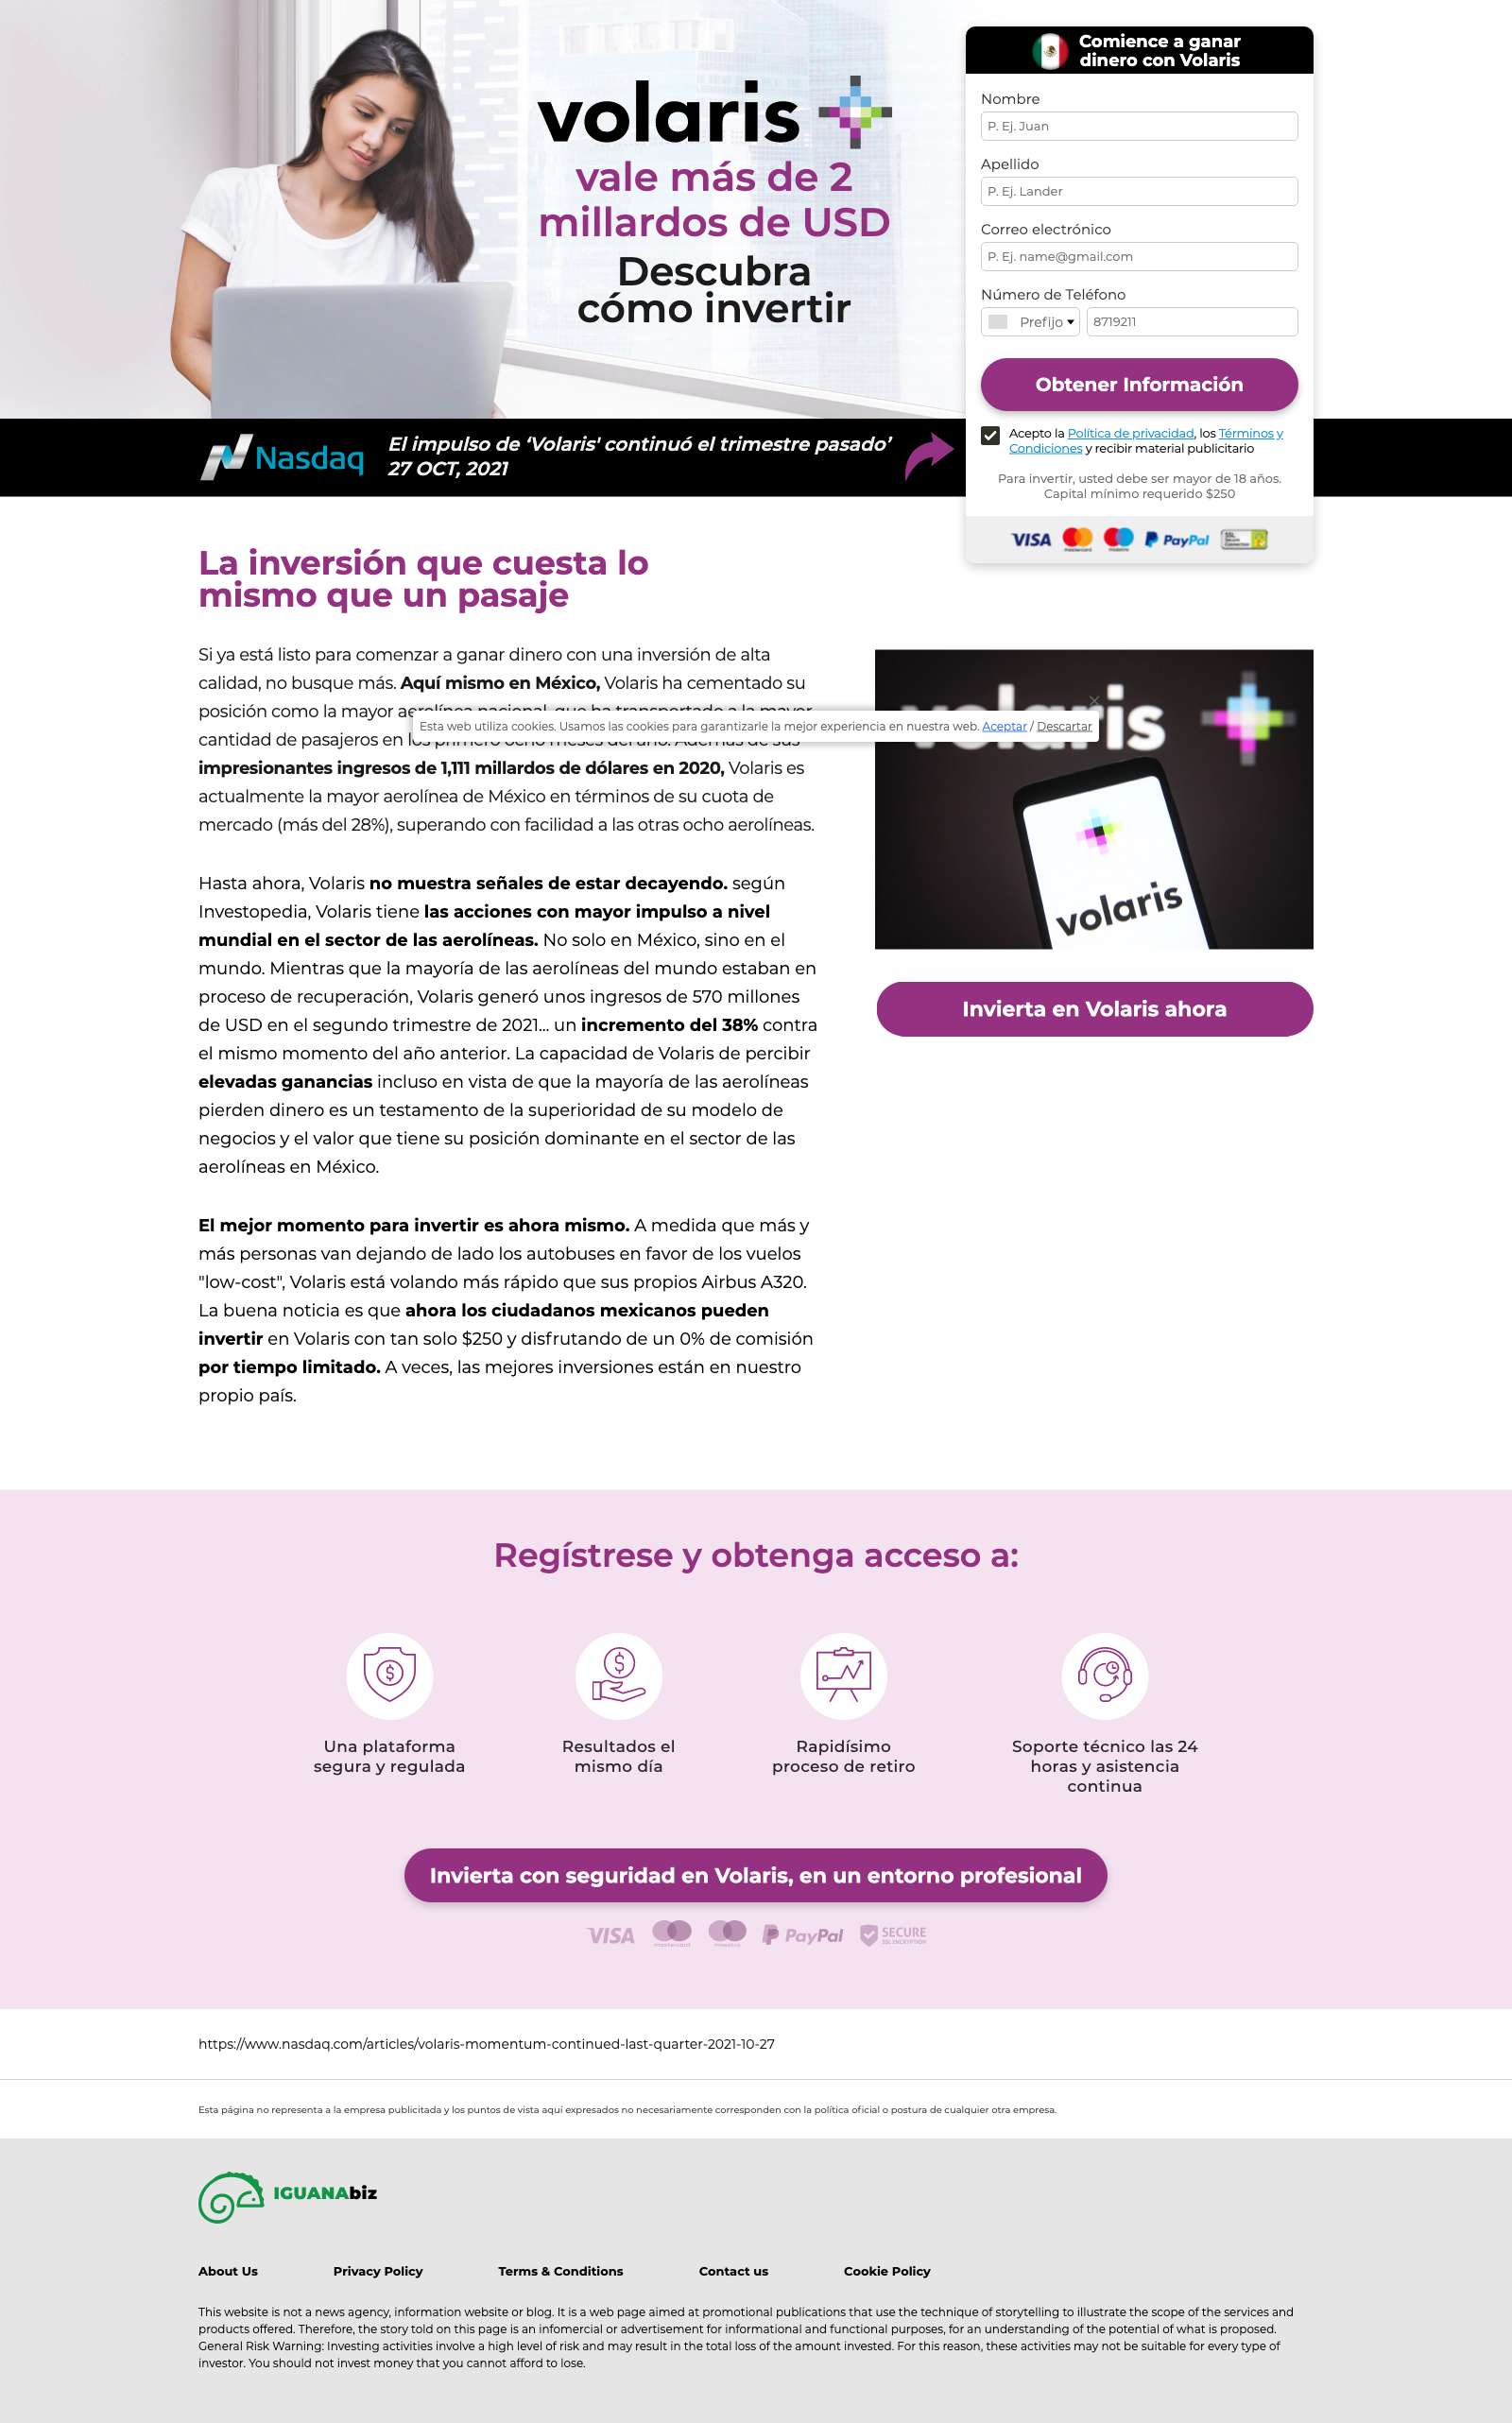 volaris
vale más de 2
millardos de USD
Descubra
cómo invertir
Comience a ganar
dinero con Volaris
Nombre
P. Ej. Juan
Apellido
P. Ej. Lander
Correo electrónico
P. Ej. name@gmail.com
Número de Teléfono
Prefijo 8719211
Obtener Información
Acepto la Política de privacidad, los Términos y
Condiciones y recibir material publicitario
Para invertir, usted debe ser mayor de 18 años.
Capital mínimo requerido $250
VISA mastercard maestro PayPal
Nasdaq
El impulso de ‘Volaris' continuó el trimestre pasado’
27 OCT, 2021
La inversión que cuesta lo
mismo que un pasaje
Si ya está listo para comenzar a ganar dinero con una inversión de alta
calidad, no busque más. Aquí mismo en México, Volaris ha cementado su
posición como la mayor aerolínea nacional, que ha transportado a la mayor
Esta web utiliza cookies. Usamos las cookies para garantizarle la mejor experiencia en nuestra web. Aceptar / Descartar
cantidad de pasajeros en los primero ocho meses del año. Además de sus
impresionantes ingresos de 1,111 millardos de dólares en 2020, Volaris es
actualmente la mayor aerolínea de México en términos de su cuota de
mercado (más del 28%), superando con facilidad a las otras ocho aerolíneas.
Hasta ahora, Volaris no muestra señales de estar decayendo. según
Investopedia, Volaris tiene las acciones con mayor impulso a nivel
mundial en el sector de las aerolíneas. No solo en México, sino en el
mundo. Mientras que la mayoría de las aerolíneas del mundo estaban en
proceso de recuperación, Volaris generó unos ingresos de 570 millones
de USD en el segundo trimestre de 2021... un incremento del 38% contra
el mismo momento del año anterior. La capacidad de Volaris de percibir
elevadas ganancias incluso en vista de que la mayoría de las aerolíneas
pierden dinero es un testamento de la superioridad de su modelo de
negocios y el valor que tiene su posición dominante en el sector de las
aerolíneas en México.
El mejor momento para invertir es ahora mismo. A medida que más y
más personas van dejando de lado los autobuses en favor de los vuelos
"low-cost", Volaris está volando más rápido que sus propios Airbus A320.
La buena noticia es que ahora los ciudadanos mexicanos pueden
invertir en Volaris con tan solo $250 y disfrutando de un 0% de comisión
por tiempo limitado. A veces, las mejores inversiones están en nuestro
propio país.
volaris
volaris
Invierta en Volaris ahora
Regístrese y obtenga acceso a:
Una plataforma
segura y regulada
Resultados el
mismo día
Rapidísimo
proceso de retiro
Soporte técnico las 24
horas y asistencia
continua
Invierta con seguridad en Volaris, en un entorno profesional
VISA mastercard maestro PayPal SECURE
SSL ENCRYPTION
https://www.nasdaq.com/articles/volaris-momentum-continued-last-quarter-2021-10-27
Esta página no representa a la empresa publicitada y los puntos de vista aquí expresados no necesariamente corresponden con la política oficial o postura de cualquier otra empresa.
IGUANAbiz
About Us Privacy Policy Terms & Conditions Contact us Cookie Policy
This website is not a news agency, information website or blog. It is a web page aimed at promotional publications that use the technique of storytelling to illustrate the scope of the services and
products offered. Therefore, the story told on this page is an infomercial or advertisement for informational and functional purposes, for an understanding of the potential of what is proposed.
General Risk Warning: Investing activities involve a high level of risk and may result in the total loss of the amount invested. For this reason, these activities may not be suitable for every type of
investor. You should not invest money that you cannot afford to lose.